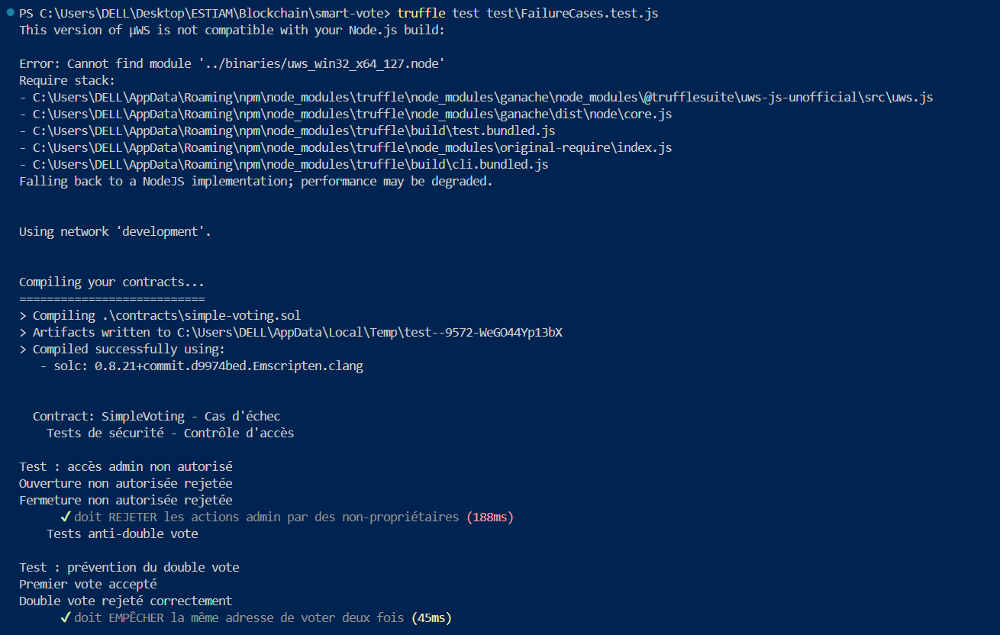 PS C:\Users\DELL\Desktop\ESTIAM\Blockchain\smart-vote> truffle test test\FailureCases.test.js
This version of µWS is not compatible with your Node.js build:
Error: Cannot find module '../binaries/uws_win32_x64_127.node'
Require stack:
- C:\Users\DELL\AppData\Roaming\npm\node_modules\truffle\node_modules\ganache\node_modules\@trufflesuite\uws-js-unofficial\src\uws.js
- C:\Users\DELL\AppData\Roaming\npm\node_modules\truffle\node_modules\ganache\dist\node\core.js
- C:\Users\DELL\AppData\Roaming\npm\node_modules\truffle\build\test.bundled.js
- C:\Users\DELL\AppData\Roaming\npm\node_modules\truffle\node_modules\original-require\index.js
- C:\Users\DELL\AppData\Roaming\npm\node_modules\truffle\build\cli.bundled.js
Falling back to a NodeJS implementation; performance may be degraded.
Using network 'development'.
Compiling your contracts...
===========================
> Compiling .\contracts\simple-voting.sol
> Artifacts written to C:\Users\DELL\AppData\Local\Temp\test--9572-WeGO44Yp13bX
> Compiled successfully using:
- solc: 0.8.21+commit.d9974bed.Emscripten.clang
Contract: SimpleVoting - Cas d'échec
Tests de sécurité - Contrôle d'accès
Test : accès admin non autorisé
Ouverture non autorisée rejetée
Fermeture non autorisée rejetée
✓ doit REJETER les actions admin par des non-propriétaires (188ms)
Tests anti-double vote
Test : prévention du double vote
Premier vote accepté
Double vote rejeté correctement
✓ doit EMPÊCHER la même adresse de voter deux fois (45ms)